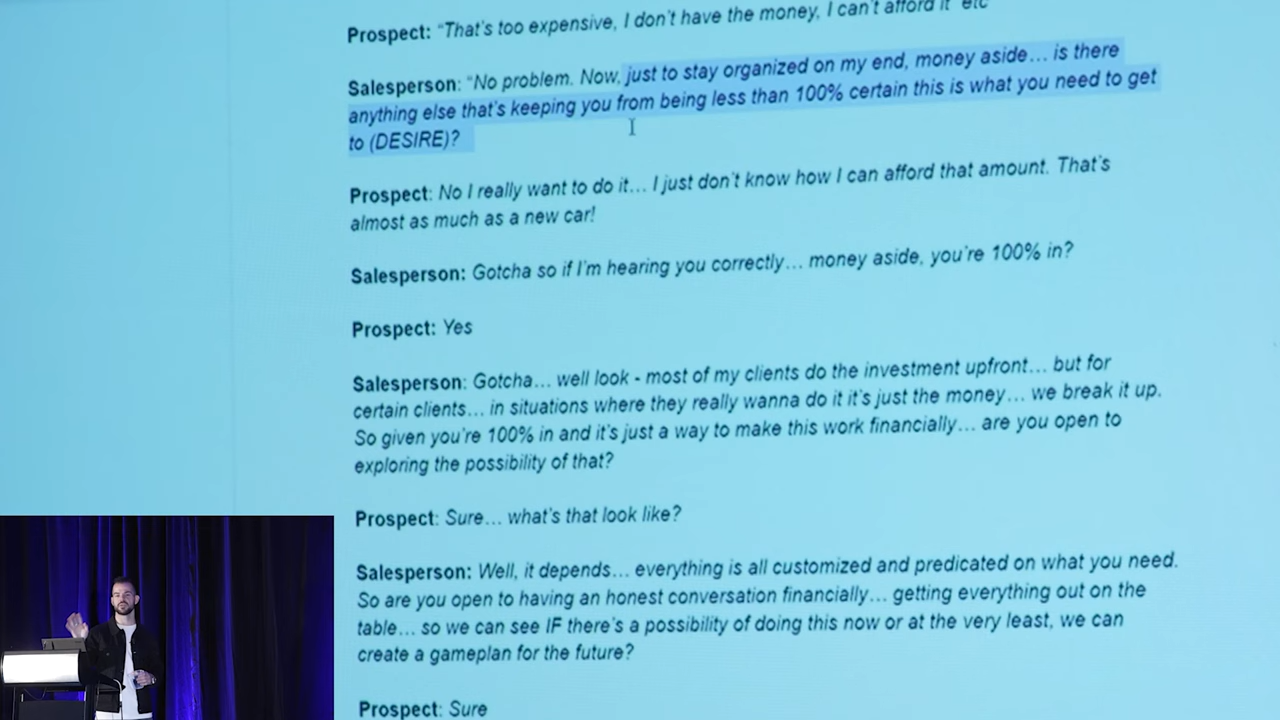 Prospect: “That's too expensive, I don't have the money, I can't afford it” etc
Salesperson: “No problem. Now, just to stay organized on my end, money aside… is there
anything else that's keeping you from being less than 100% certain this is what you need to get
to (DESIRE)?
Prospect: No I really want to do it… I just don't know how I can afford that amount. That's
almost as much as a new car!
Salesperson: Gotcha so if I'm hearing you correctly… money aside, you're 100% in?
Prospect: Yes
Salesperson: Gotcha… well look - most of my clients do the investment upfront… but for
certain clients… in situations where they really wanna do it it's just the money… we break it up.
So given you're 100% in and it's just a way to make this work financially… are you open to
exploring the possibility of that?
Prospect: Sure… what's that look like?
Salesperson: Well, it depends… everything is all customized and predicated on what you need.
So are you open to having an honest conversation financially… getting everything out on the
table… so we can see IF there's a possibility of doing this now or at the very least, we can
create a gameplan for the future?
Prospect: Sure